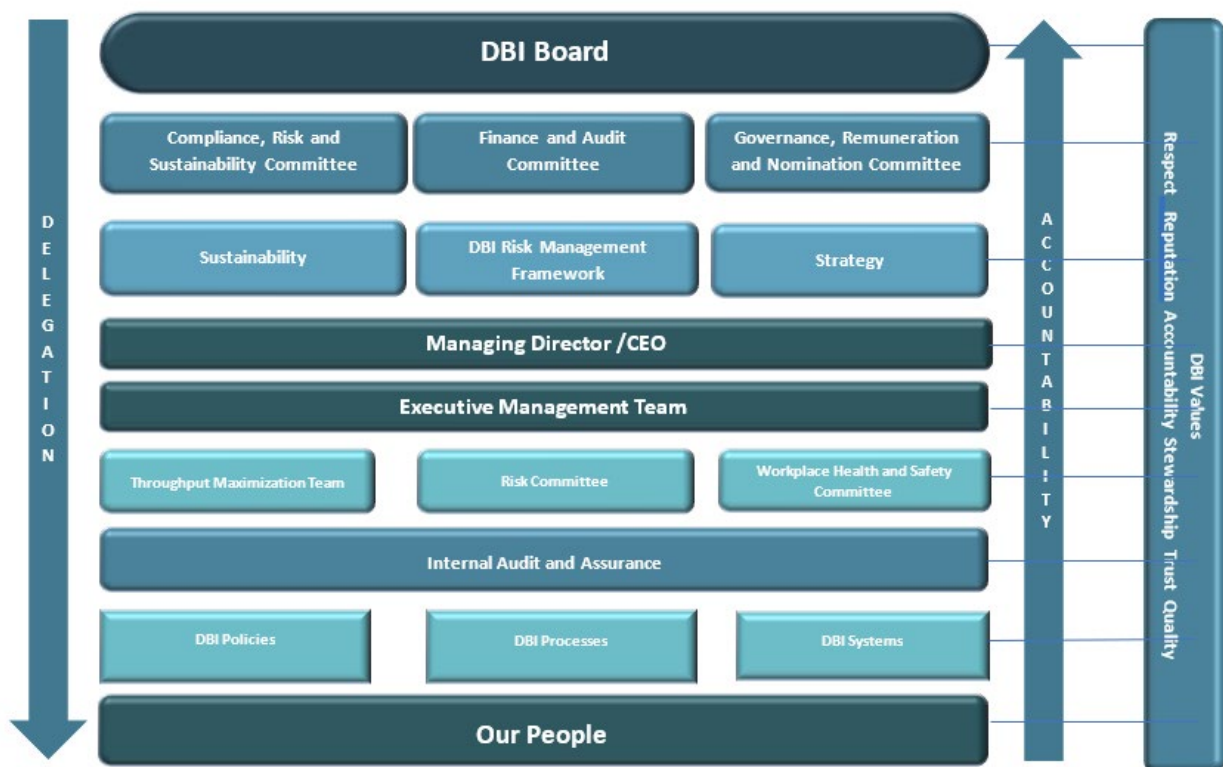 DBI Board
Compliance, Risk and
Sustainability Committee
Finance and Audit
Committee
Governance, Remuneration
and Nomination Committee
Sustainability
DBI Risk Management
Framework
Strategy
Managing Director /CEO
Executive Management Team
Throughput Maximization Team
Risk Committee
Workplace Health and Safety
Committee
Internal Audit and Assurance
DBI Policies
DBI Processes
DBI Systems
Our People
DELEGATION
ACCOUNTABILITY
DBI Values
Respect Reputation Accountability Stewardship Trust Quality